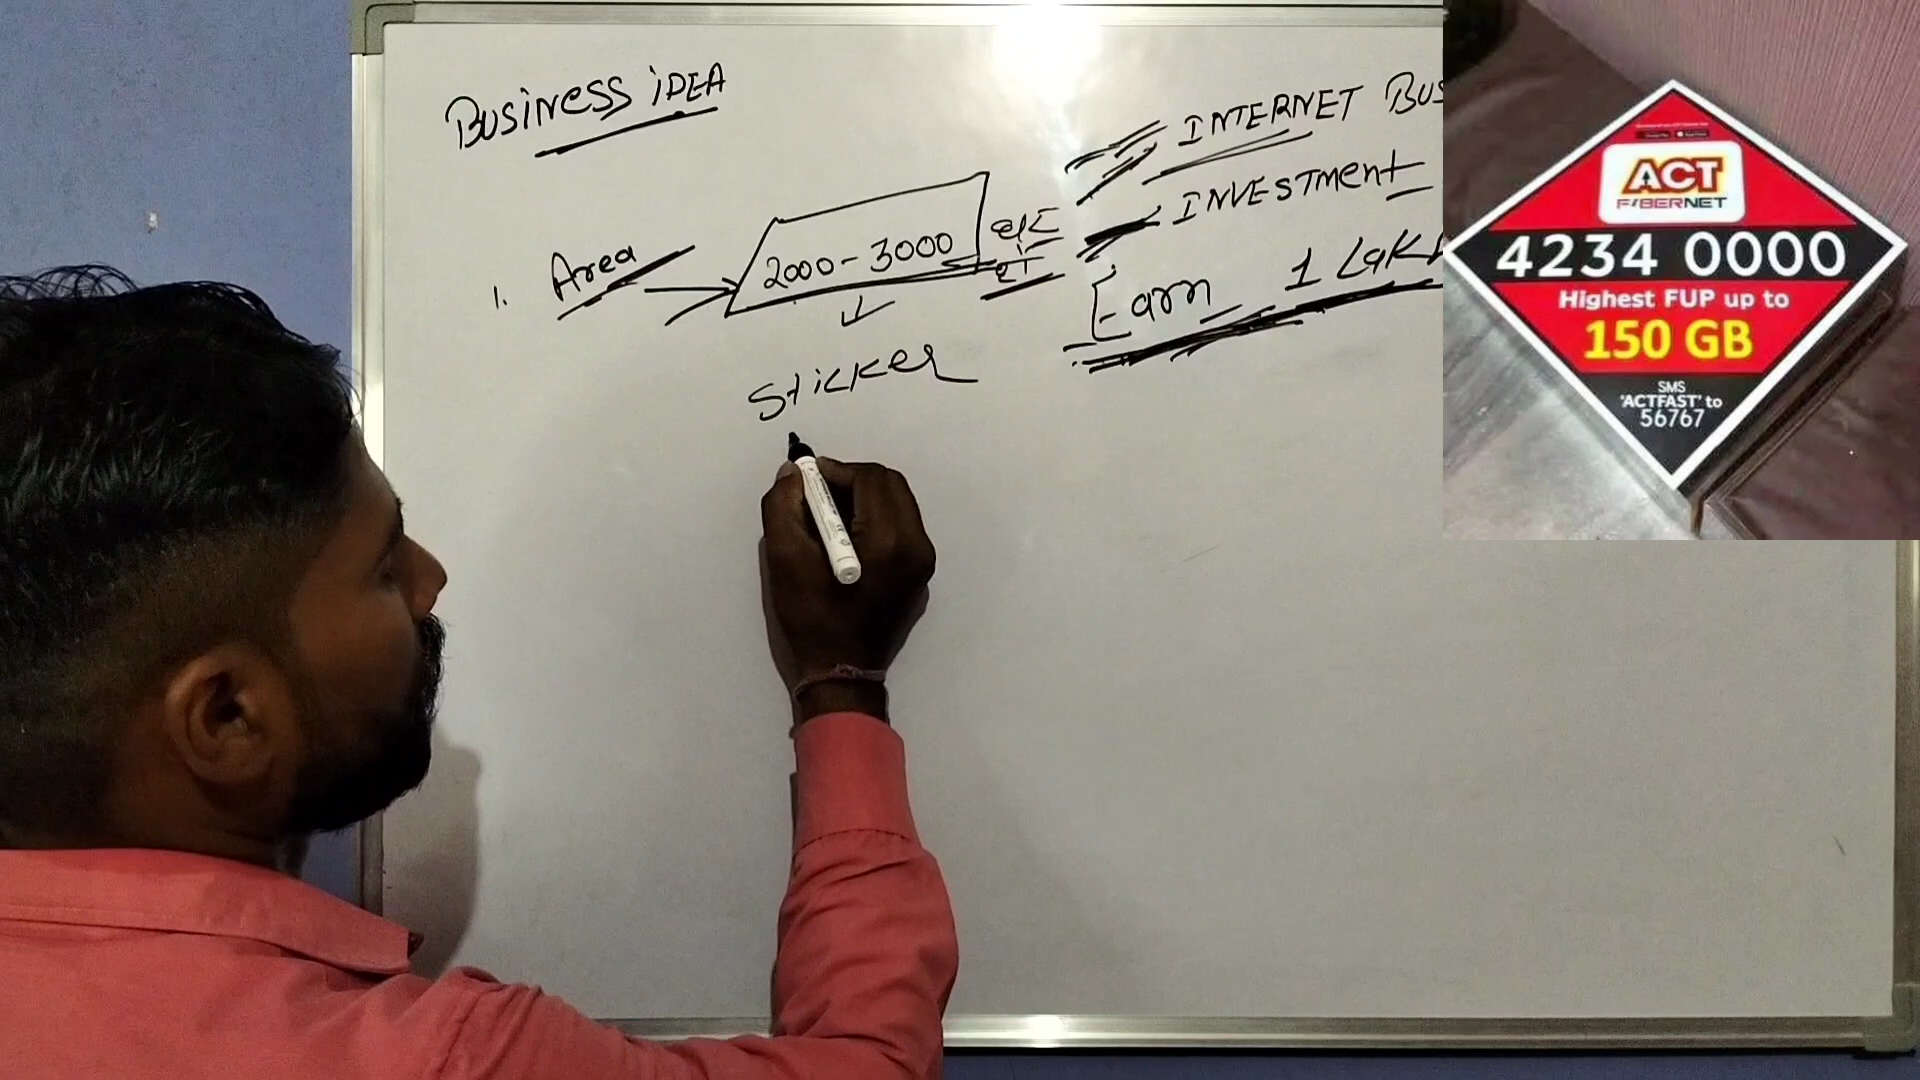 BUSiNESS iDEA
INTERNET BUS
INVESTMENT
Earn 1 Lakh
1. Area
2000-3000
Sticker
ACT
FIBERNET
4234 0000
Highest FUP up to
150 GB
SMS
'ACTFAST' to
56767